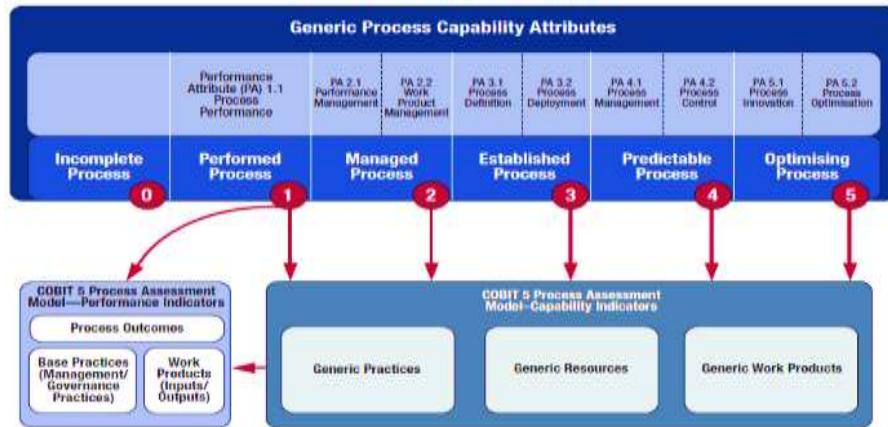 Generic Process Capability Attributes
Performance
Attribute (PA) 1.1
Process
Performance
PA 2.1
Performance
Management
PA 2.2
Work
Product
Management
PA 3.1
Process
Definition
PA 3.2
Process
Deployment
PA 4.1
Process
Management
PA 4.2
Process
Control
PA 5.1
Process
Innovation
PA 5.2
Process
Optimisation
Incomplete
Process
0
Performed
Process
1
Managed
Process
2
Established
Process
3
Predictable
Process
4
Optimising
Process
5
COBIT 5 Process Assessment
Model—Performance Indicators
Process Outcomes
Base Practices
(Management/
Governance
Practices)
Work
Products
(Inputs/
Outputs)
COBIT 5 Process Assessment
Model–Capability Indicators
Generic Practices
Generic Resources
Generic Work Products